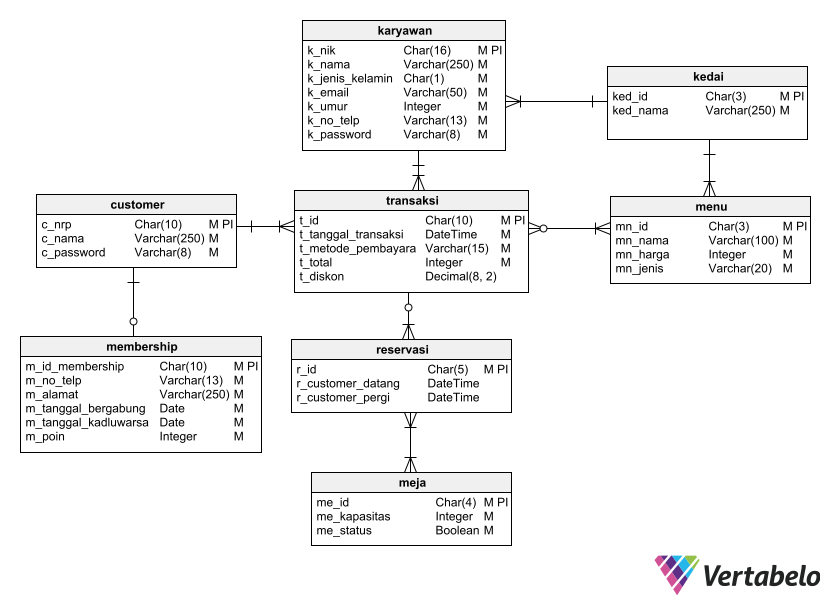 karyawan
k_nik Char(16) M PI
k_nama Varchar(250) M
k_jenis_kelamin Char(1) M
k_email Varchar(50) M
k_umur Integer M
k_no_telp Varchar(13) M
k_password Varchar(8) M
kedai
ked_id Char(3) M PI
ked_nama Varchar(250) M
customer
c_nrp Char(10) M PI
c_nama Varchar(250) M
c_password Varchar(8) M
transaksi
t_id Char(10) M PI
t_tanggal_transaksi DateTime M
t_metode_pembayara Varchar(15) M
t_total Integer M
t_diskon Decimal(8, 2)
menu
mn_id Char(3) M PI
mn_nama Varchar(100) M
mn_harga Integer M
mn_jenis Varchar(20) M
membership
m_id_membership Char(10) M PI
m_no_telp Varchar(13) M
m_alamat Varchar(250) M
m_tanggal_bergabung Date M
m_tanggal_kadluwarsa Date M
m_poin Integer M
reservasi
r_id Char(5) M PI
r_customer_datang DateTime
r_customer_pergi DateTime
meja
me_id Char(4) M PI
me_kapasitas Integer M
me_status Boolean M
Vertabelo